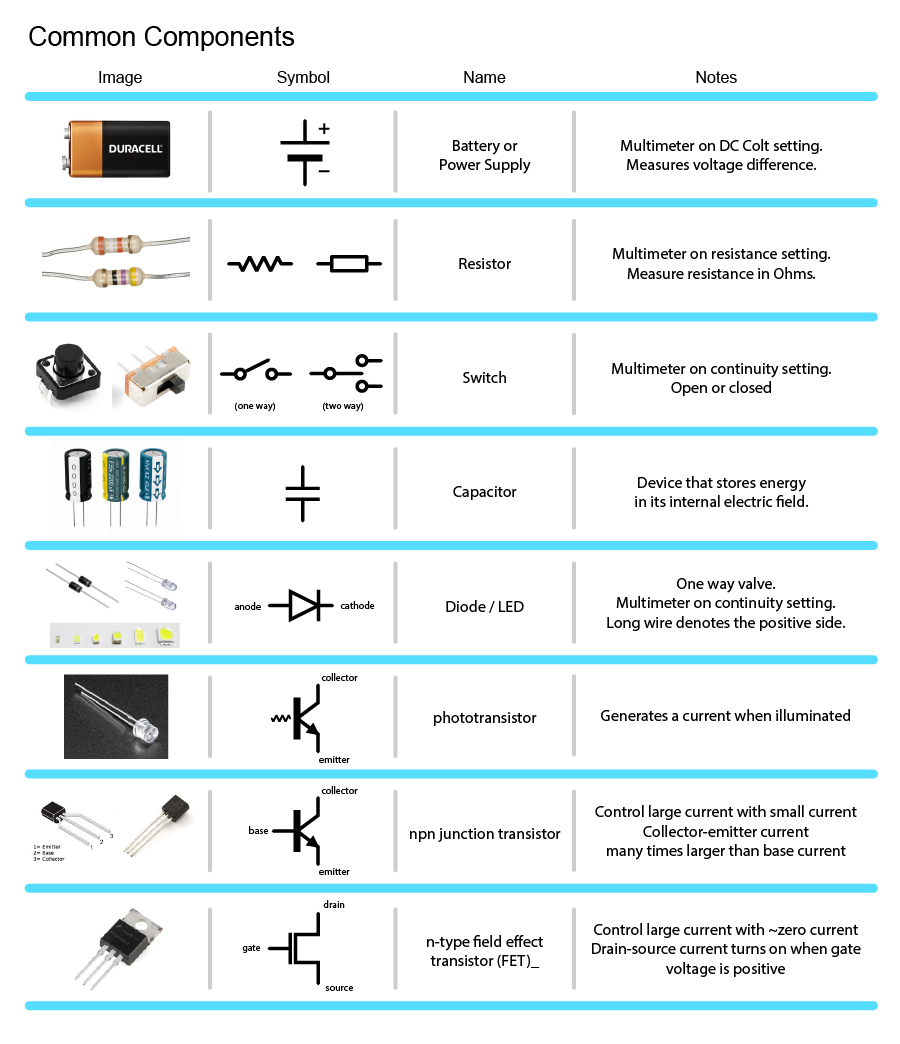 Common Components
Image Symbol Name Notes
DURACELL
+
−
Battery or
Power Supply
Multimeter on DC Colt setting.
Measures voltage difference.
Resistor
Multimeter on resistance setting.
Measure resistance in Ohms.
(one way)
(two way)
Switch
Multimeter on continuity setting.
Open or closed
Capacitor
Device that stores energy
in its internal electric field.
anode
cathode
Diode / LED
One way valve.
Multimeter on continuity setting.
Long wire denotes the positive side.
collector
emitter
phototransistor
Generates a current when illuminated
3
2
1
1= Emitter
2= Base
3= Collector
collector
base
emitter
npn junction transistor
Control large current with small current
Collector-emitter current
many times larger than base current
drain
gate
source
n-type field effect
transistor (FET)_
Control large current with ~zero current
Drain-source current turns on when gate
voltage is positive